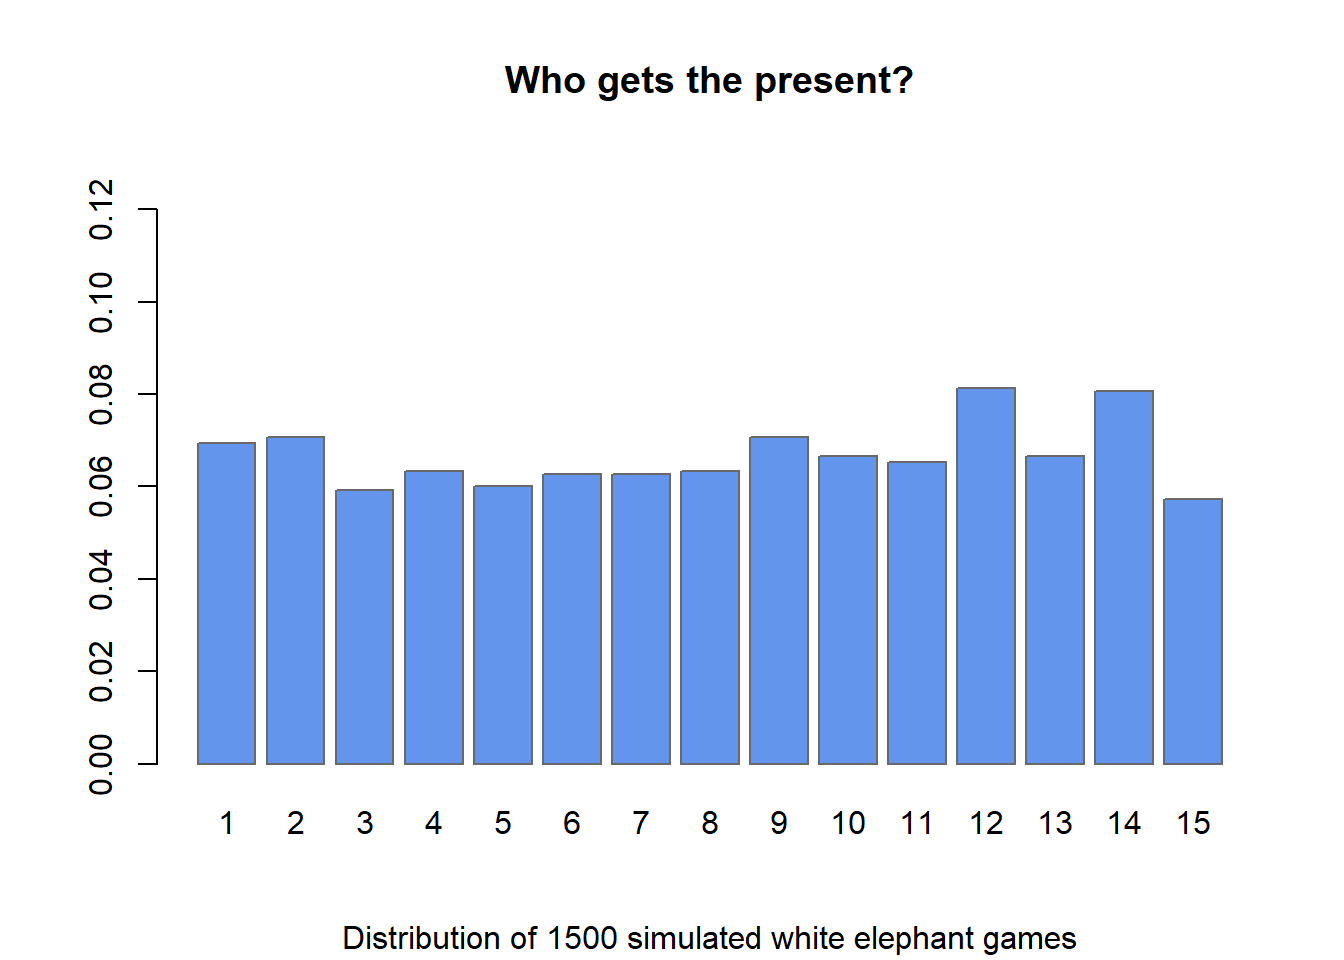 Who gets the present?
0.12
0.10
0.08
0.06
0.04
0.02
0.00
1 2 3 4 5 6 7 8 9 10 11 12 13 14 15
Distribution of 1500 simulated white elephant games